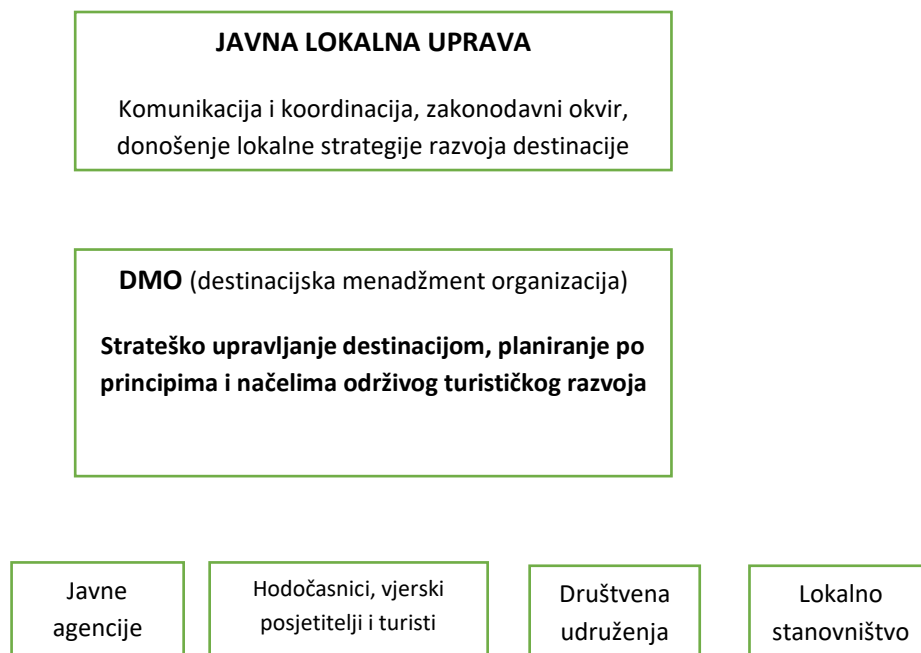 JAVNA LOKALNA UPRAVA
Komunikacija i koordinacija, zakonodavni okvir,
donošenje lokalne strategije razvoja destinacije
DMO (destinacijska menadžment organizacija)
Strateško upravljanje destinacijom, planiranje po
principima i načelima održivog turističkog razvoja
Javne
agencije
Hodočasnici, vjerski
posjetitelji i turisti
Društvena
udruženja
Lokalno
stanovništvo